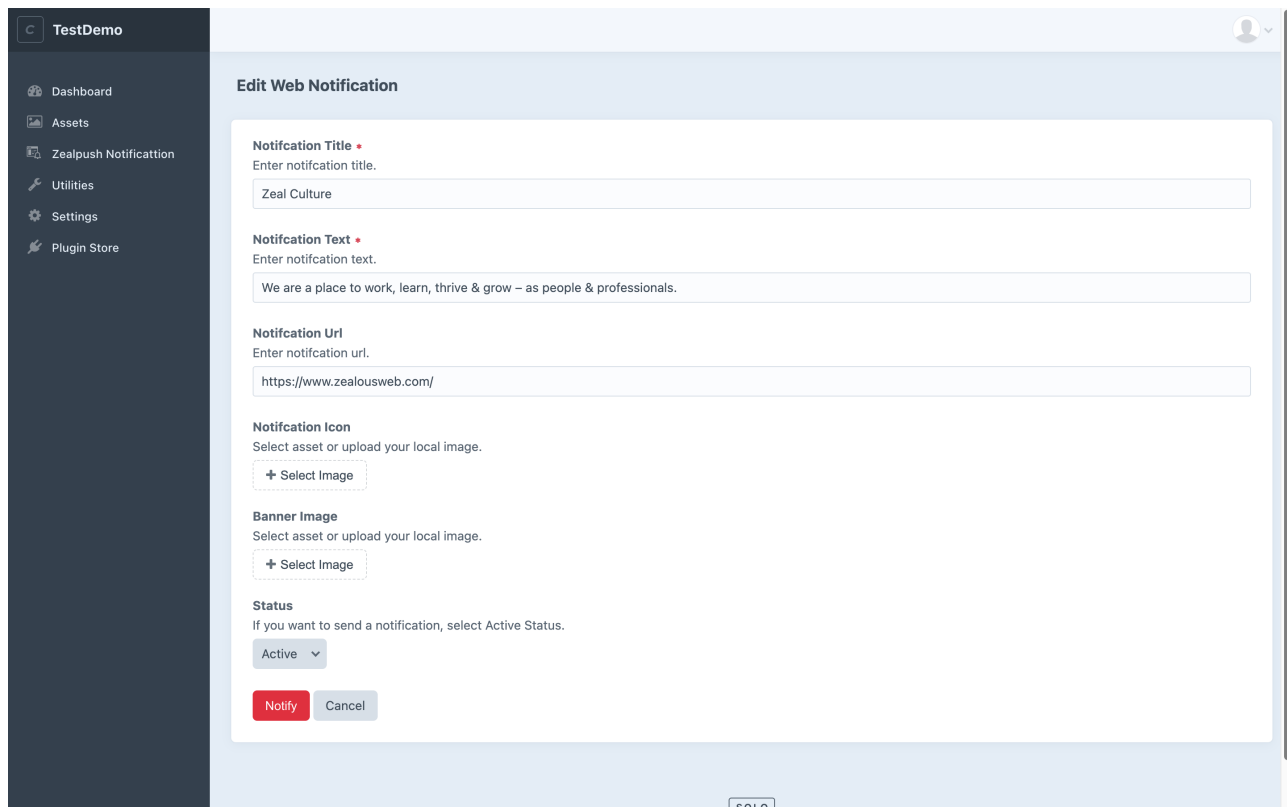 C TestDemo
Dashboard
Assets
Zealpush Notificattion
Utilities
Settings
Plugin Store
Edit Web Notification
Notifcation Title *
Enter notifcation title.
Zeal Culture
Notifcation Text *
Enter notifcation text.
We are a place to work, learn, thrive & grow – as people & professionals.
Notifcation Url
Enter notifcation url.
https://www.zealousweb.com/
Notifcation Icon
Select asset or upload your local image.
+ Select Image
Banner Image
Select asset or upload your local image.
+ Select Image
Status
If you want to send a notification, select Active Status.
Active
Notify Cancel
SOLO